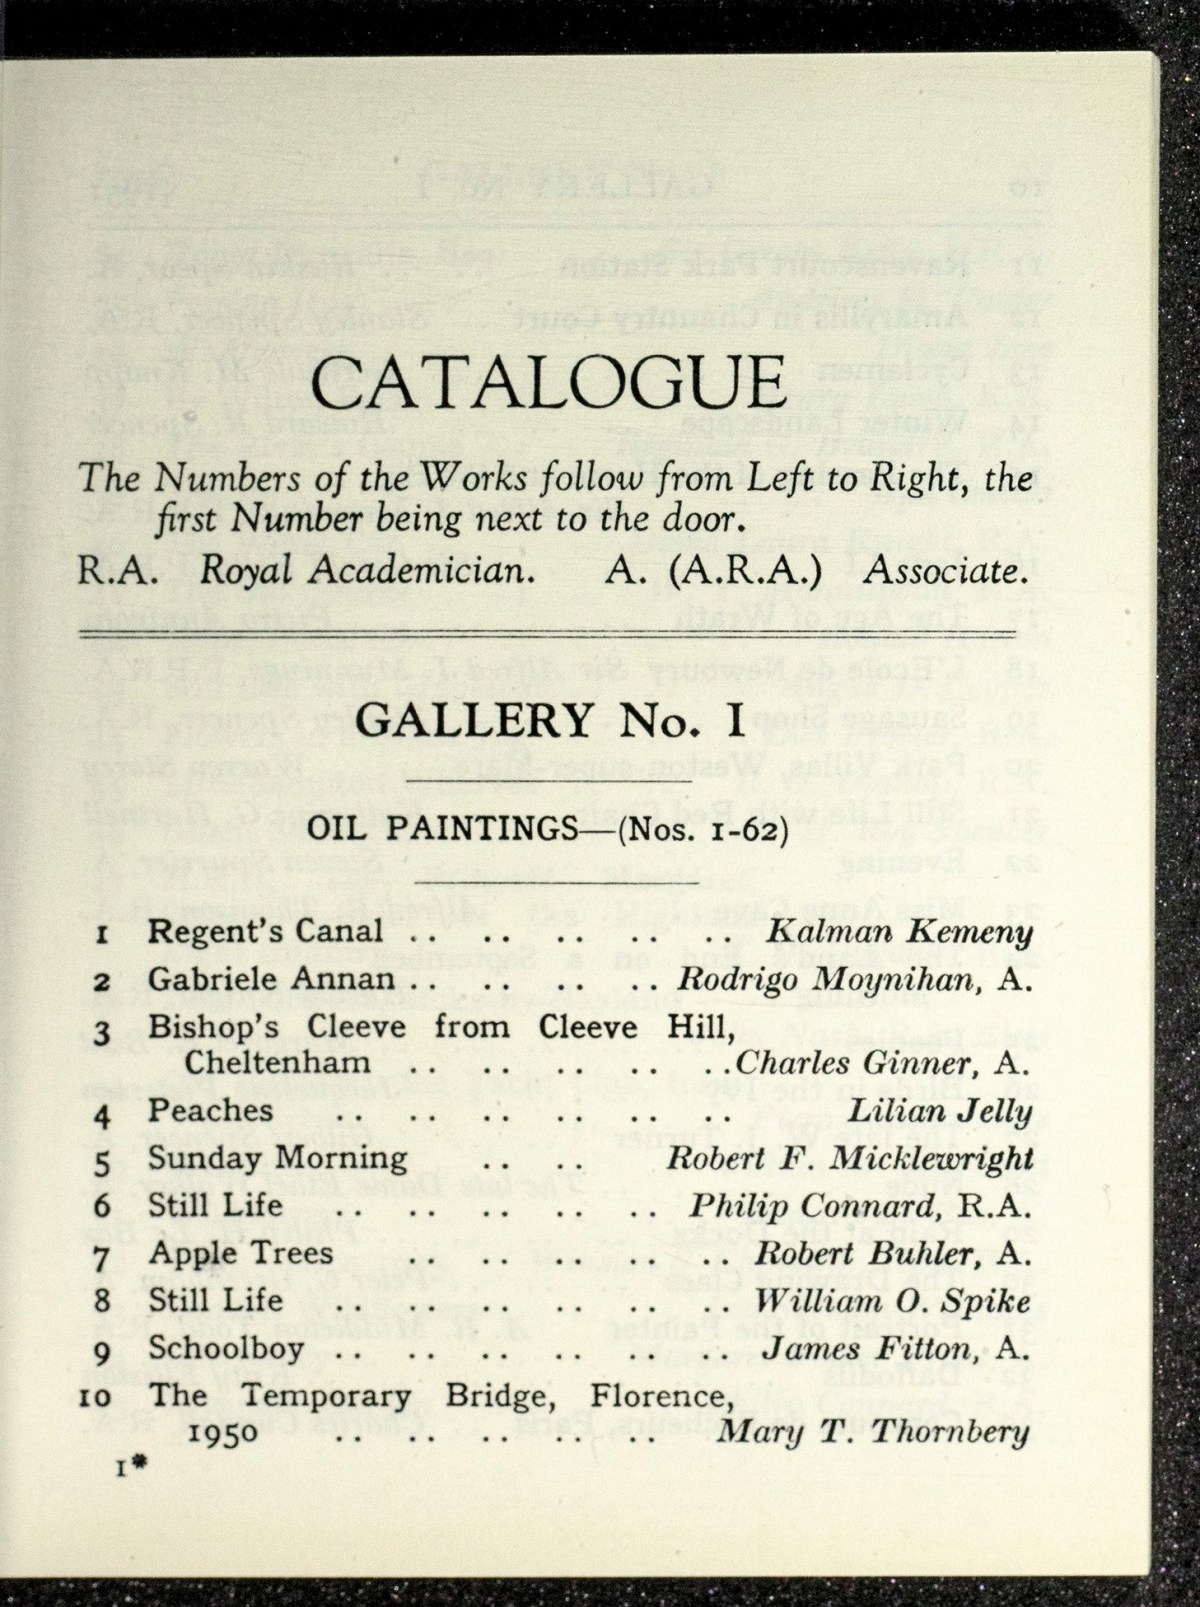 CATALOGUE
The Numbers of the Works follow from Left to Right, the
first Number being next to the door.
R.A. Royal Academician. A. (A.R.A.) Associate.
GALLERY No. I
OIL PAINTINGS—(Nos. 1-62)
1 Regent's Canal .. .. .. .. .. Kalman Kemeny
2 Gabriele Annan .. .. .. .. Rodrigo Moynihan, A.
3 Bishop's Cleeve from Cleeve Hill,
Cheltenham .. .. .. .. .. Charles Ginner, A.
4 Peaches .. .. .. .. .. .. Lilian Jelly
5 Sunday Morning .. .. Robert F. Micklewright
6 Still Life .. .. .. .. .. Philip Connard, R.A.
7 Apple Trees .. .. .. .. .. Robert Buhler, A.
8 Still Life .. .. .. .. .. .. William O. Spike
9 Schoolboy .. .. .. .. .. .. James Fitton, A.
10 The Temporary Bridge, Florence,
1950 .. .. .. .. .. Mary T. Thornbery
1*